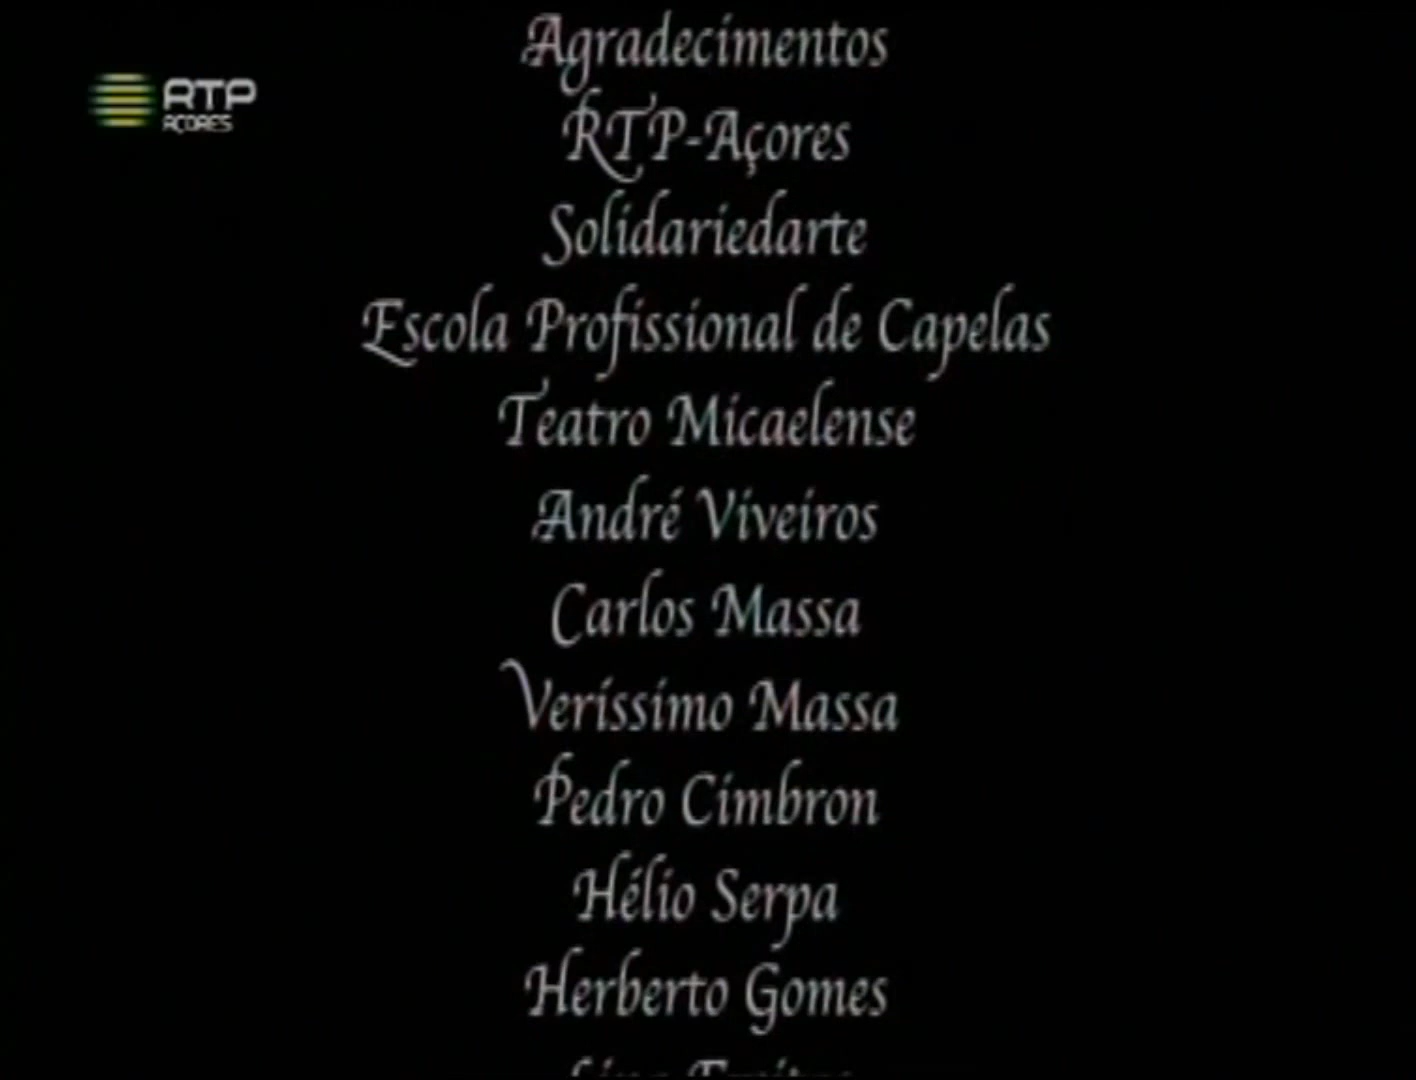 RTP
AÇORES
Agradecimentos
RTP-Açores
Solidariedarte
Escola Profissional de Capelas
Teatro Micaelense
André Viveiros
Carlos Massa
Veríssimo Massa
Pedro Cimbron
Hélio Serpa
Herberto Gomes